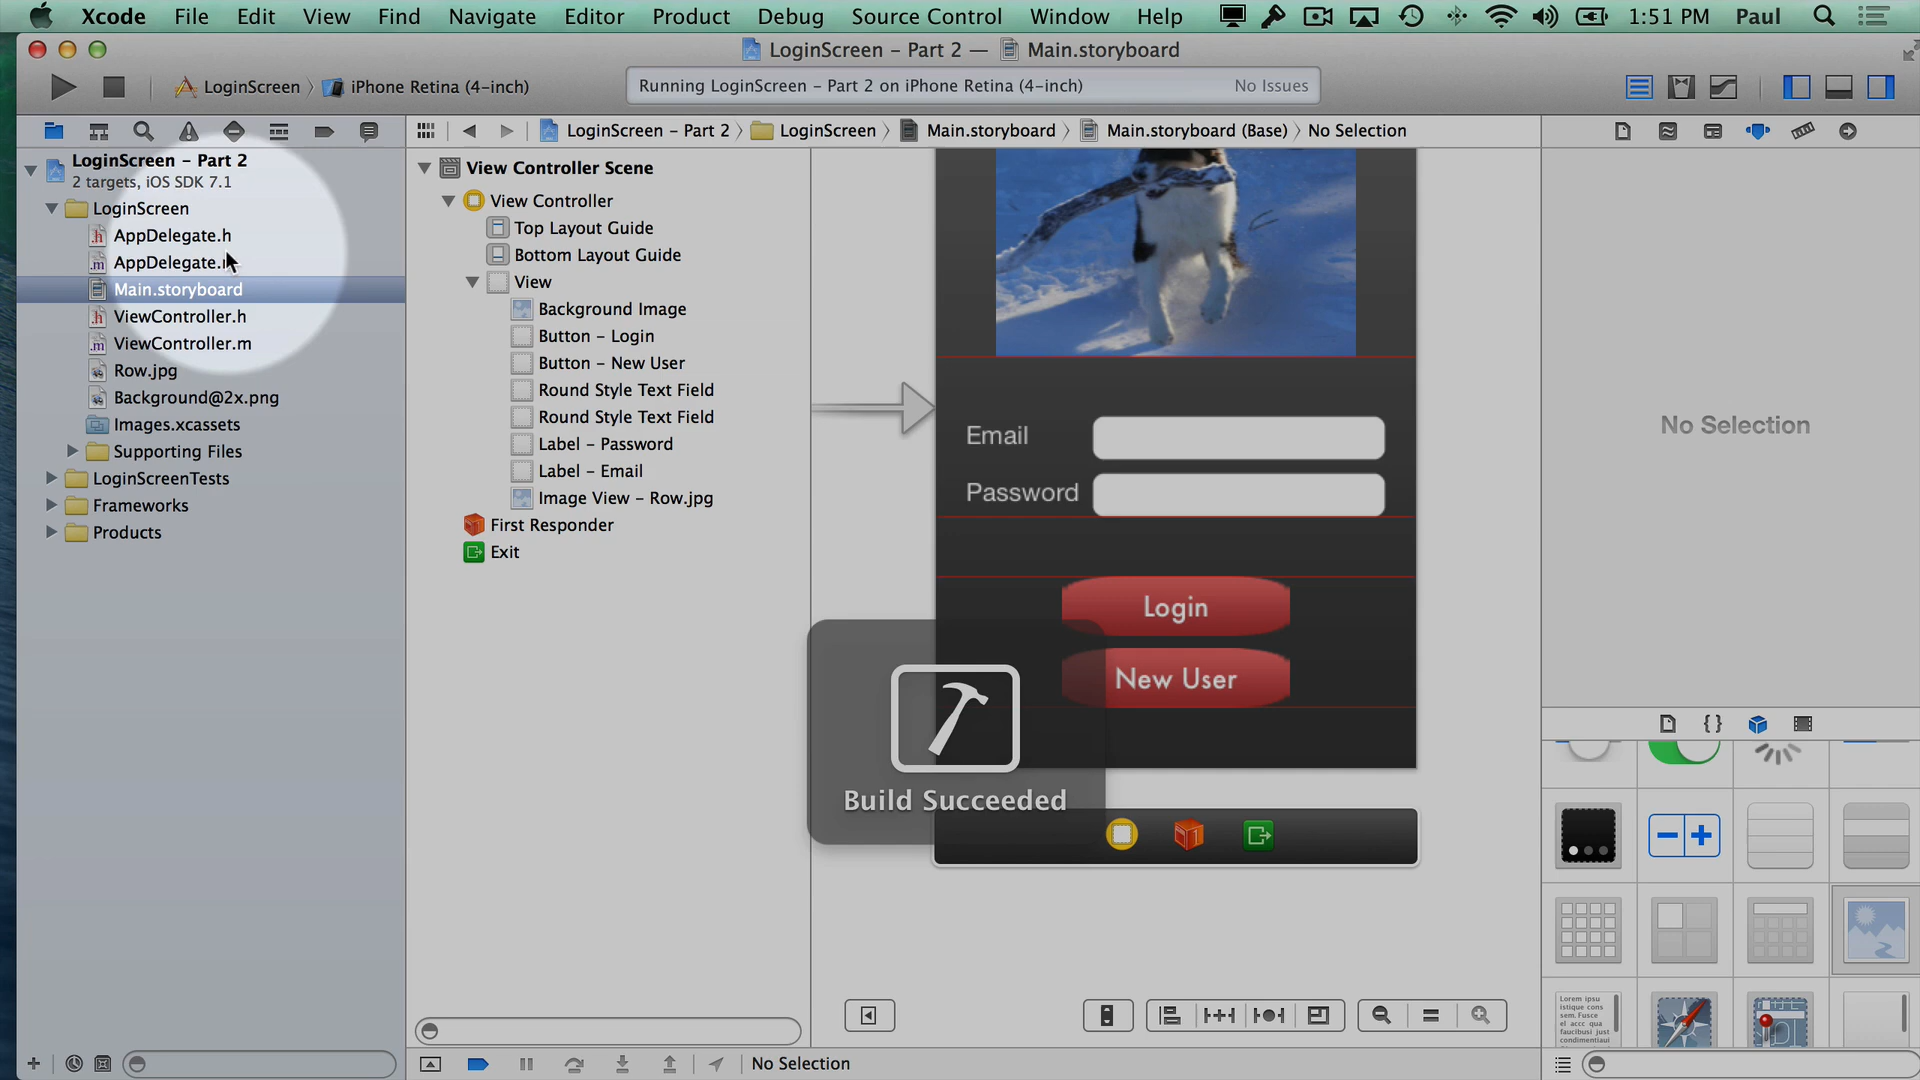 Xcode File Edit View Find Navigate Editor Product Debug Source Control Window Help 1:51 PM Paul
LoginScreen – Part 2 — Main.storyboard
LoginScreen iPhone Retina (4-inch)
Running LoginScreen – Part 2 on iPhone Retina (4-inch) No Issues
LoginScreen – Part 2 LoginScreen Main.storyboard Main.storyboard (Base) No Selection
LoginScreen – Part 2
2 targets, iOS SDK 7.1
LoginScreen
AppDelegate.h
AppDelegate.
Main.storyboard
ViewController.h
ViewController.m
Row.jpg
Background@2x.png
Images.xcassets
Supporting Files
LoginScreenTests
Frameworks
Products
View Controller Scene
View Controller
Top Layout Guide
Bottom Layout Guide
View
Background Image
Button – Login
Button – New User
Round Style Text Field
Round Style Text Field
Label – Password
Label – Email
Image View – Row.jpg
First Responder
Exit
Email
Password
Login
New User
Build Succeeded
No Selection
Lorem ipsu
No Selection